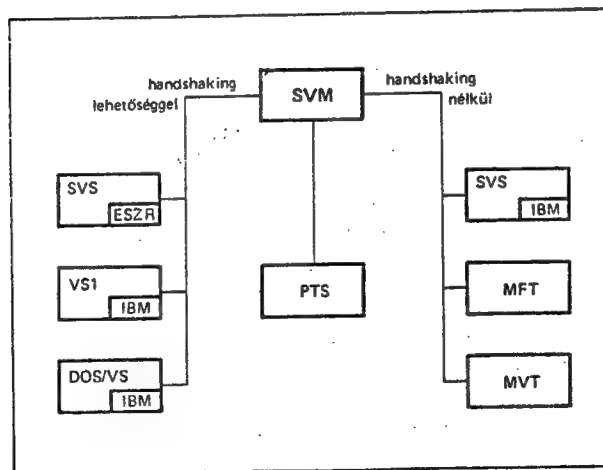 handshaking
lehetőséggel
SVM
handshaking
nélkül
SVS
ESZR
VS1
IBM
DOS/VS
IBM
PTS
SVS
IBM
MFT
MVT